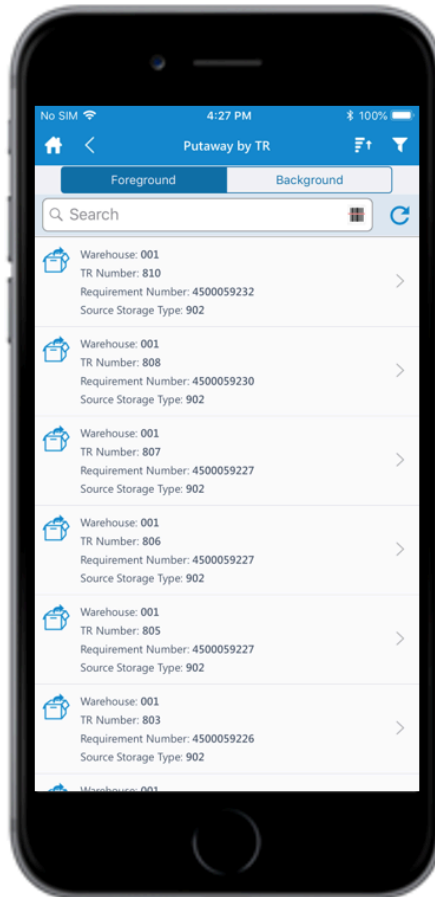 No SIM 4:27 PM 100%
Putaway by TR
Foreground Background
Search
Warehouse: 001
TR Number: 810
Requirement Number: 4500059232
Source Storage Type: 902
Warehouse: 001
TR Number: 808
Requirement Number: 4500059230
Source Storage Type: 902
Warehouse: 001
TR Number: 807
Requirement Number: 4500059227
Source Storage Type: 902
Warehouse: 001
TR Number: 806
Requirement Number: 4500059227
Source Storage Type: 902
Warehouse: 001
TR Number: 805
Requirement Number: 4500059227
Source Storage Type: 902
Warehouse: 001
TR Number: 803
Requirement Number: 4500059226
Source Storage Type: 902
Warehouse: 001